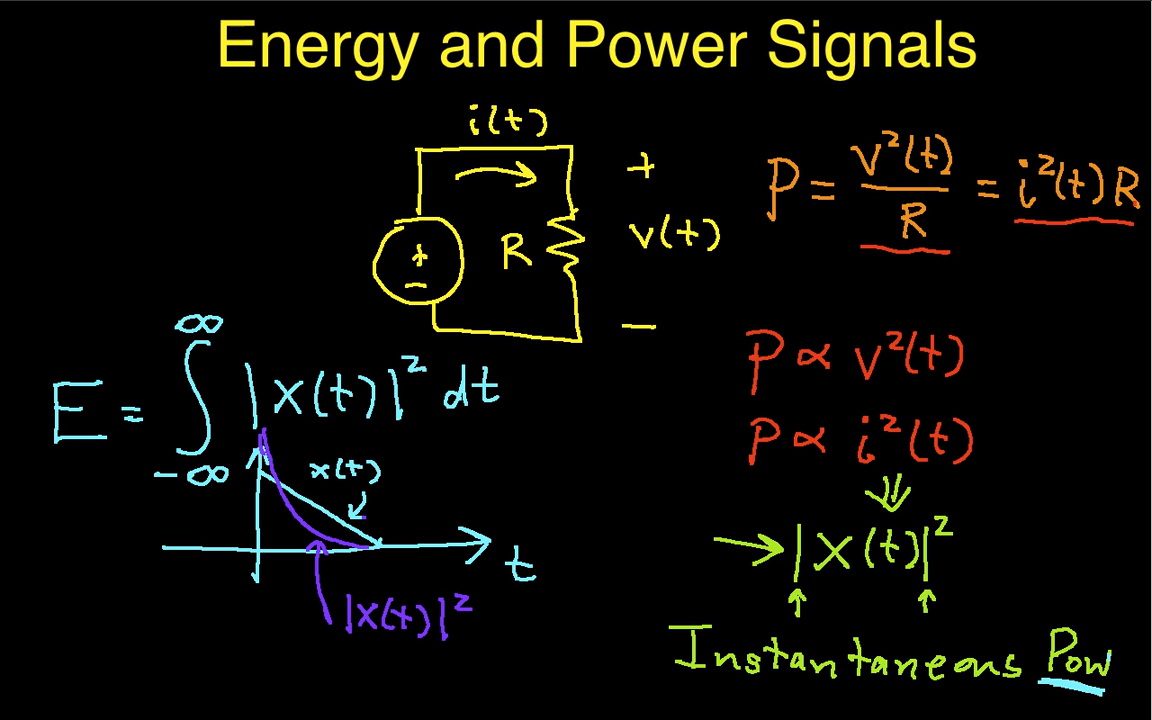 Energy and Power Signals
i(t)
+
P = v²(t)/R = i²(t)R
+
-
R
v(t)
-
P ∝ v²(t)
E = ∫_{-∞}^{∞} |x(t)|² dt
P ∝ i²(t)
x(t)
⇓
→ |x(t)|²
t
|x(t)|²
Instantaneous Pow